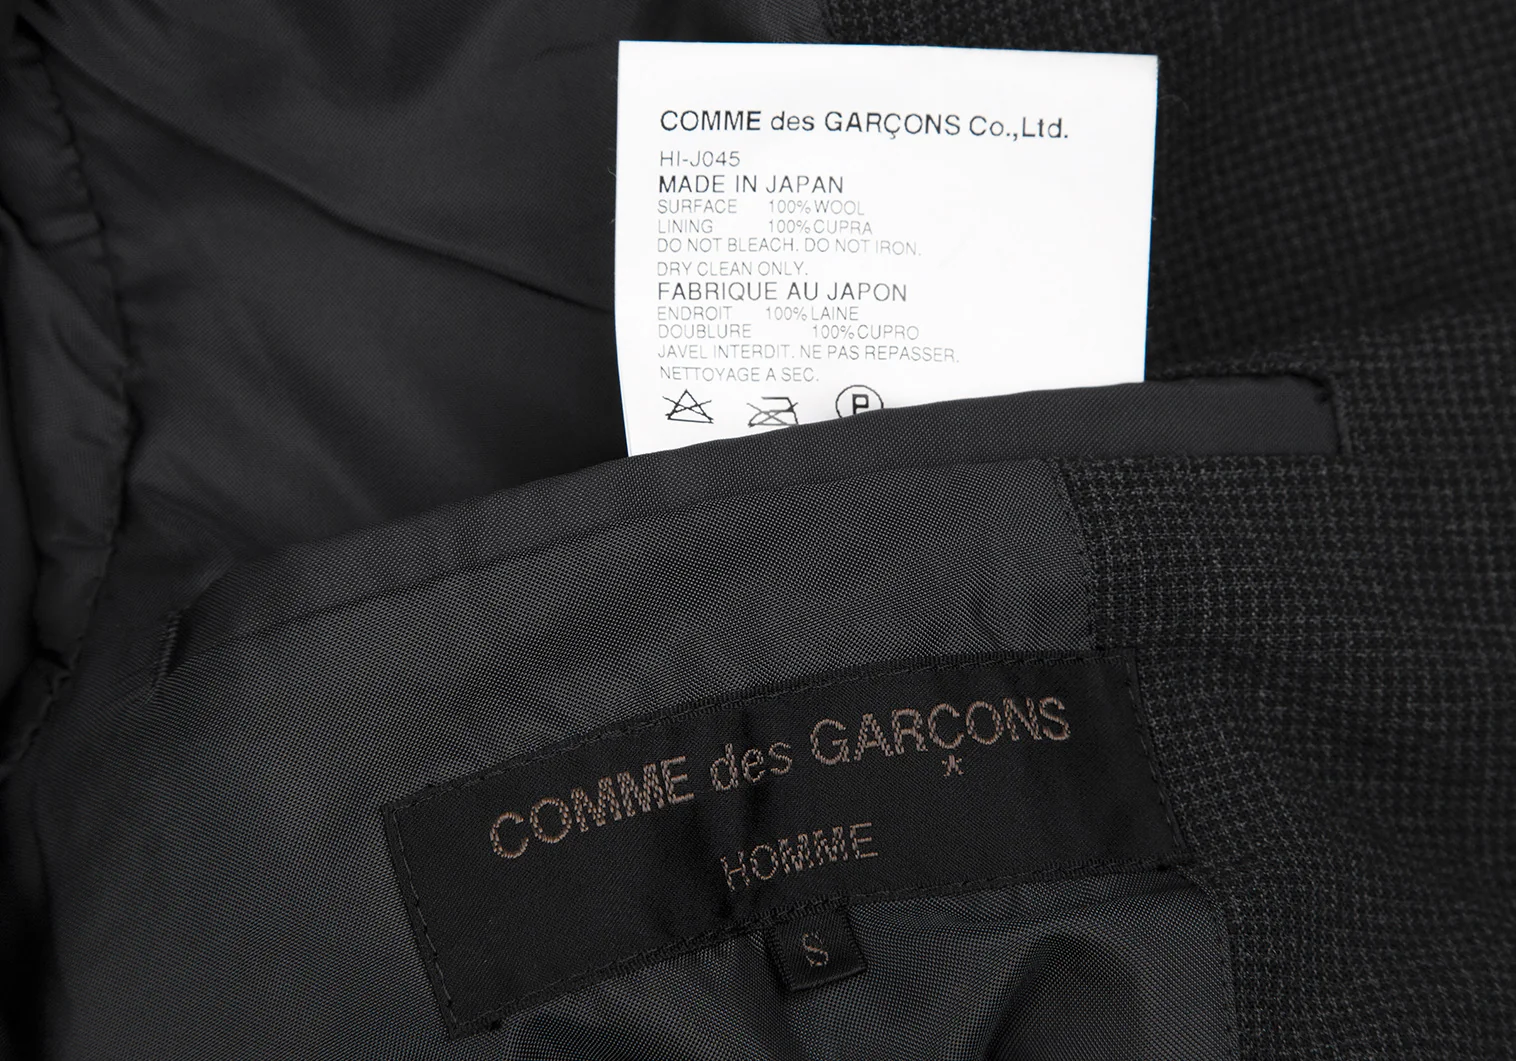 COMME des GARÇONS Co.,Ltd.
HI-J045
MADE IN JAPAN
SURFACE 100% WOOL
LINING 100% CUPRA
DO NOT BLEACH. DO NOT IRON.
DRY CLEAN ONLY.
FABRIQUE AU JAPON
ENDROIT 100% LAINE
DOUBLURE 100% CUPRO
JAVEL INTERDIT. NE PAS REPASSER.
NETTOYAGE A SEC.
P
COMME des GARÇONS
HOMME
S